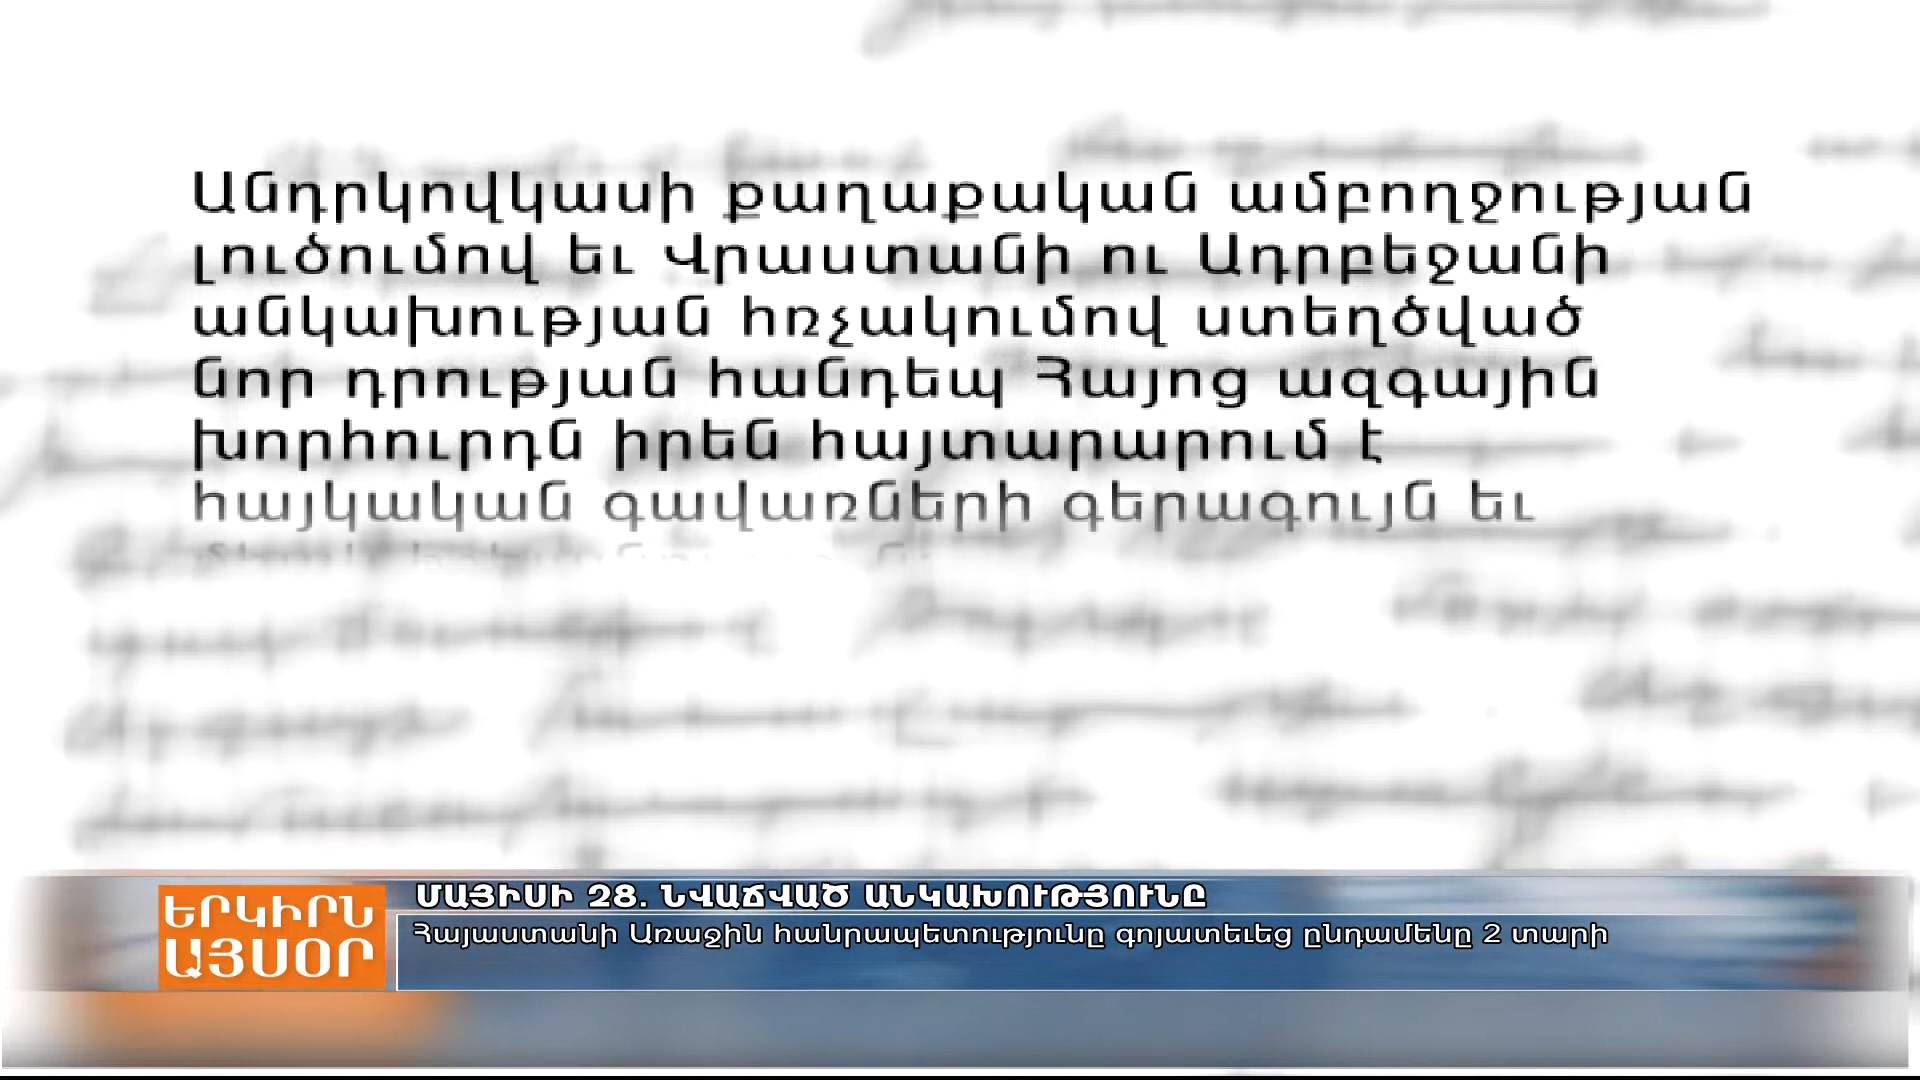 Անդրկովկասի քաղաքական ամբողջության
լուծումով եւ Վրաստանի ու Ադրբեջանի
անկախության հռչակումով ստեղծված
նոր դրության հանդեպ Հայոց ազգային
խորհուրդն իրեն հայտարարում է
հայկական գավառների գերագույն եւ
ՄԱՅԻՍԻ 28. ՆՎԱՃՎԱԾ ԱՆԿԱԽՈՒԹՅՈՒՆԸ
Հայաստանի Առաջին հանրապետությունը գոյատեւեց ընդամենը 2 տարի
ԵՐԿԻՐՆ
ԱՅՍՕՐ